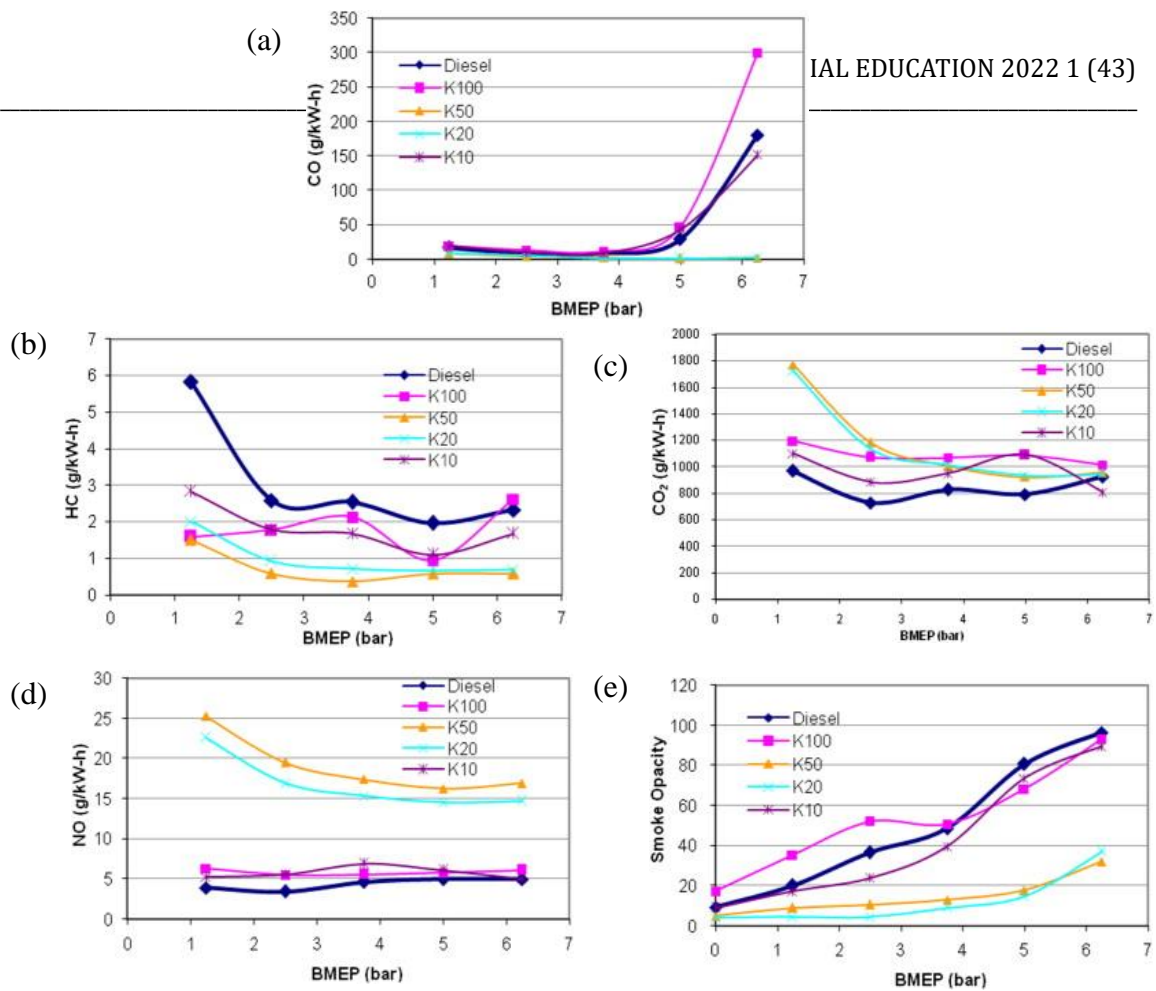 (a)
350
300
250
200
150
100
50
0
CO (g/kW-h)
Diesel
K100
K50
K20
K10
0 1 2 3 4 5 6 7
BMEP (bar)
IAL EDUCATION 2022 1 (43)
(b)
7
6
5
4
3
2
1
0
HC (g/kW-h)
Diesel
K100
K50
K20
K10
0 1 2 3 4 5 6 7
BMEP (bar)
(c)
2000
1800
1600
1400
1200
1000
800
600
400
200
0
CO₂ (g/kW-h)
Diesel
K100
K50
K20
K10
0 1 2 3 4 5 6 7
BMEP (bar)
(d)
30
25
20
15
10
5
0
NO (g/kW-h)
Diesel
K100
K50
K20
K10
0 1 2 3 4 5 6 7
BMEP (bar)
(e)
120
100
80
60
40
20
0
Smoke Opacity
Diesel
K100
K50
K20
K10
0 1 2 3 4 5 6 7
BMEP (bar)